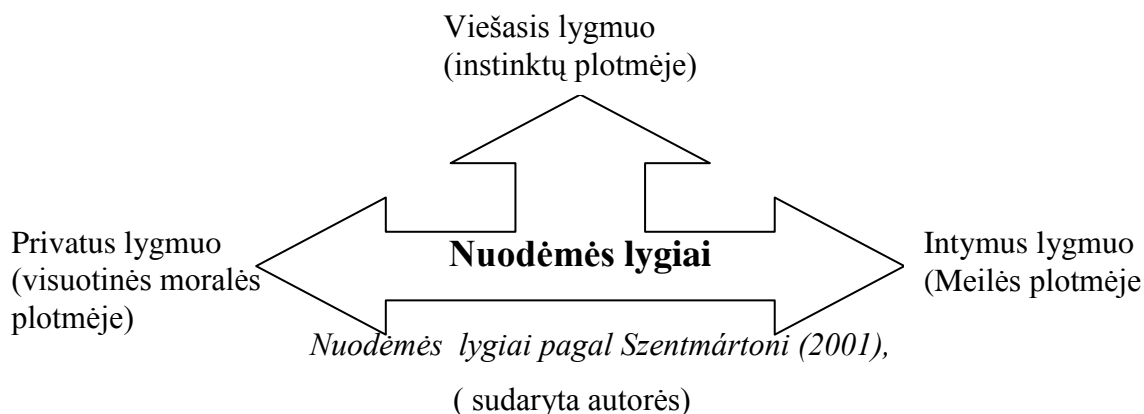 Viešasis lygmuo
(instinktų plotmėje)
Privatus lygmuo
(visuotinės moralės
plotmėje)
Nuodėmės lygiai
Intymus lygmuo
(Meilės plotmėje
Nuodėmės lygiai pagal Szentmártoni (2001),
( sudaryta autorės)